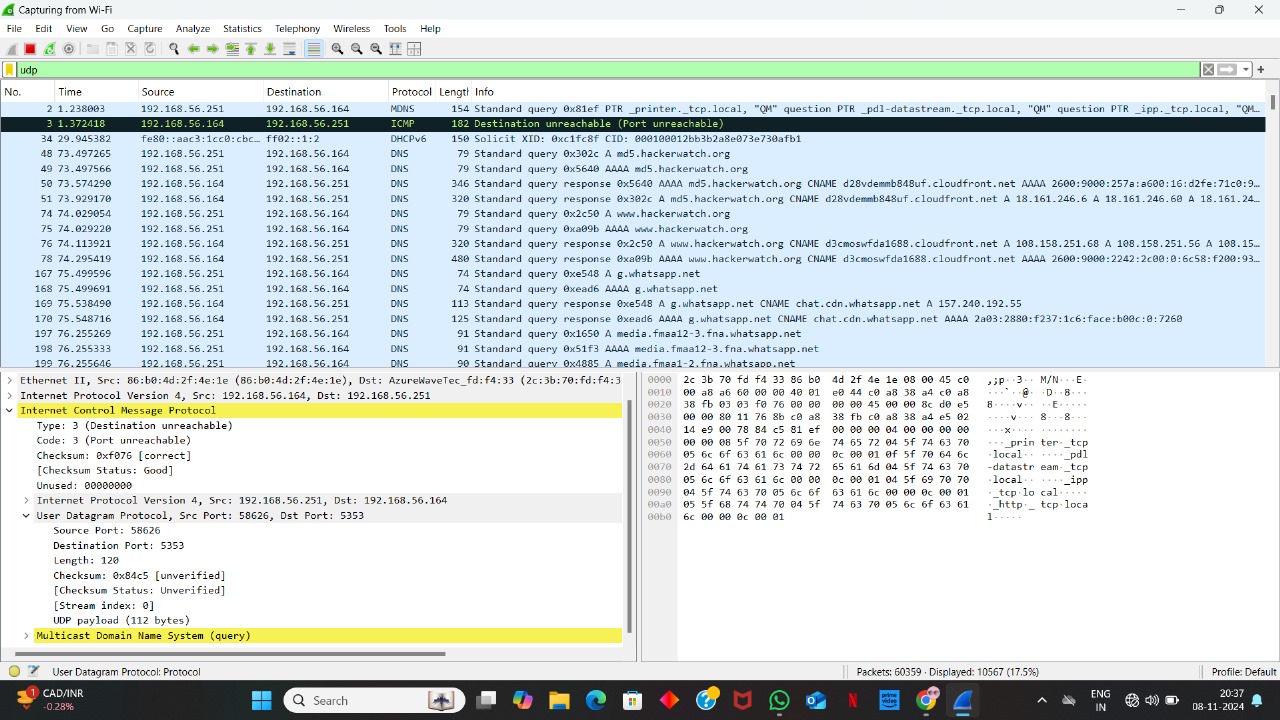 Capturing from Wi-Fi
File Edit View Go Capture Analyze Statistics Telephony Wireless Tools Help
udp
No. Time Source Destination Protocol Length Info
2 1.238003 192.168.56.251 192.168.56.164 MDNS 154 Standard query 0x81ef PTR _printer._tcp.local, "QM" question PTR _pdl-datastream._tcp.local, "QM" question PTR _ipp._tcp.local, "QM…
3 1.372418 192.168.56.164 192.168.56.251 ICMP 182 Destination unreachable (Port unreachable)
34 29.945382 fe80::aac3:1cc0:cbc… ff02::1:2 DHCPv6 150 Solicit XID: 0xc1fc8f CID: 000100012bb3b2a8e073e730afb1
48 73.497265 192.168.56.251 192.168.56.164 DNS 79 Standard query 0x302c A md5.hackerwatch.org
49 73.497566 192.168.56.251 192.168.56.164 DNS 79 Standard query 0x5640 AAAA md5.hackerwatch.org
50 73.574290 192.168.56.164 192.168.56.251 DNS 346 Standard query response 0x5640 AAAA md5.hackerwatch.org CNAME d28vdemmb848uf.cloudfront.net AAAA 2600:9000:257a:a600:16:d2fe:71c0:9…
51 73.929170 192.168.56.164 192.168.56.251 DNS 320 Standard query response 0x302c A md5.hackerwatch.org CNAME d28vdemmb848uf.cloudfront.net A 18.161.246.6 A 18.161.246.60 A 18.161.24…
74 74.029054 192.168.56.251 192.168.56.164 DNS 79 Standard query 0x2c50 A www.hackerwatch.org
75 74.029220 192.168.56.251 192.168.56.164 DNS 79 Standard query 0xa09b AAAA www.hackerwatch.org
76 74.113921 192.168.56.164 192.168.56.251 DNS 320 Standard query response 0x2c50 A www.hackerwatch.org CNAME d3cmoswfda1688.cloudfront.net A 108.158.251.68 A 108.158.251.56 A 108.15…
78 74.295419 192.168.56.164 192.168.56.251 DNS 480 Standard query response 0xa09b AAAA www.hackerwatch.org CNAME d3cmoswfda1688.cloudfront.net AAAA 2600:9000:2242:2c00:0:6c58:f200:93…
167 75.499596 192.168.56.251 192.168.56.164 DNS 74 Standard query 0xe548 A g.whatsapp.net
168 75.499691 192.168.56.251 192.168.56.164 DNS 74 Standard query 0xead6 AAAA g.whatsapp.net
169 75.538490 192.168.56.164 192.168.56.251 DNS 113 Standard query response 0xe548 A g.whatsapp.net CNAME chat.cdn.whatsapp.net A 157.240.192.55
170 75.548716 192.168.56.164 192.168.56.251 DNS 125 Standard query response 0xead6 AAAA g.whatsapp.net CNAME chat.cdn.whatsapp.net AAAA 2a03:2880:f237:1c6:face:b00c:0:7260
197 76.255269 192.168.56.251 192.168.56.164 DNS 91 Standard query 0x1650 A media.fmaa12-3.fna.whatsapp.net
198 76.255333 192.168.56.251 192.168.56.164 DNS 91 Standard query 0x51f3 AAAA media.fmaa12-3.fna.whatsapp.net
199 76.255646 192.168.56.251 192.168.56.164 DNS 90 Standard query 0x4885 A media.fmaa1-2.fna.whatsapp.net
Ethernet II, Src: 86:b0:4d:2f:4e:1e (86:b0:4d:2f:4e:1e), Dst: AzureWaveTec_fd:f4:33 (2c:3b:70:fd:f4:3
Internet Protocol Version 4, Src: 192.168.56.164, Dst: 192.168.56.251
Internet Control Message Protocol
Type: 3 (Destination unreachable)
Code: 3 (Port unreachable)
Checksum: 0xf076 [correct]
[Checksum Status: Good]
Unused: 00000000
Internet Protocol Version 4, Src: 192.168.56.251, Dst: 192.168.56.164
User Datagram Protocol, Src Port: 58626, Dst Port: 5353
Source Port: 58626
Destination Port: 5353
Length: 120
Checksum: 0x84c5 [unverified]
[Checksum Status: Unverified]
[Stream index: 0]
UDP payload (112 bytes)
Multicast Domain Name System (query)
0000 2c 3b 70 fd f4 33 86 b0 4d 2f 4e 1e 08 00 45 c0 ,;p··3·· M/N···E·
0010 00 a8 a6 60 00 00 40 01 e0 44 c0 a8 38 a4 c0 a8 ···`··@· ·D··8···
0020 38 fb 03 03 f0 76 00 00 00 00 45 00 00 8c d0 e5 8····v·· ··E·····
0030 00 00 80 11 76 8b c0 a8 38 fb c0 a8 38 a4 e5 02 ····v··· 8···8···
0040 14 e9 00 78 84 c5 81 ef 00 00 00 04 00 00 00 00 ···x···· ········
0050 00 00 08 5f 70 72 69 6e 74 65 72 04 5f 74 63 70 ···_prin ter·_tcp
0060 05 6c 6f 63 61 6c 00 00 0c 00 01 0f 5f 70 64 6c ·local·· ····_pdl
0070 2d 64 61 74 61 73 74 72 65 61 6d 04 5f 74 63 70 -datastr eam·_tcp
0080 05 6c 6f 63 61 6c 00 00 0c 00 01 04 5f 69 70 70 ·local·· ····_ipp
0090 04 5f 74 63 70 05 6c 6f 63 61 6c 00 00 0c 00 01 ·_tcp·lo cal·····
00a0 05 5f 68 74 74 70 04 5f 74 63 70 05 6c 6f 63 61 ·_http·_ tcp·loca
00b0 6c 00 00 0c 00 01 l·····
User Datagram Protocol: Protocol
Packets: 60359 · Displayed: 10567 (17.5%)
Profile: Default
1
CAD/INR
-0.28%
Search
prime video
ENG
IN
20:37
08-11-2024